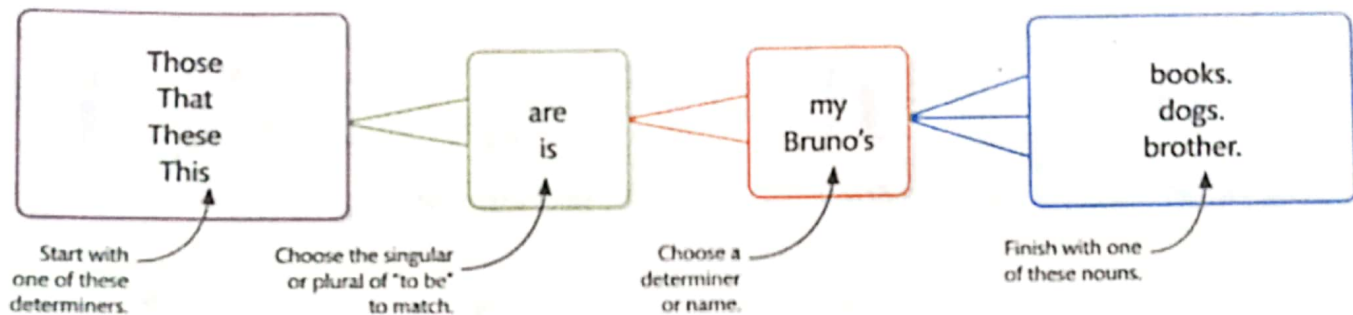 Those
That
These
This
are
is
my
Bruno's
books.
dogs.
brother.
Start with
one of these
determiners.
Choose the singular
or plural of "to be"
to match.
Choose a
determiner
or name.
Finish with one
of these nouns.